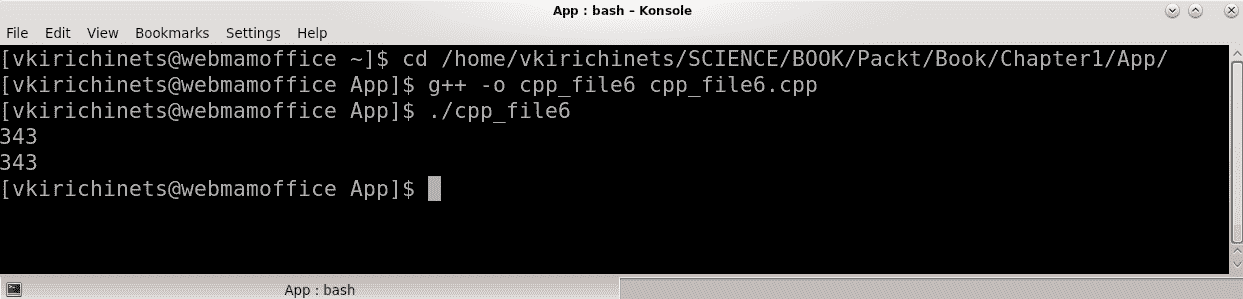 App : bash – Konsole
File Edit View Bookmarks Settings Help
[vkirichinets@webmamoffice ~]$ cd /home/vkirichinets/SCIENCE/BOOK/Packt/Book/Chapter1/App/
[vkirichinets@webmamoffice App]$ g++ -o cpp_file6 cpp_file6.cpp
[vkirichinets@webmamoffice App]$ ./cpp_file6
343
343
[vkirichinets@webmamoffice App]$
App : bash